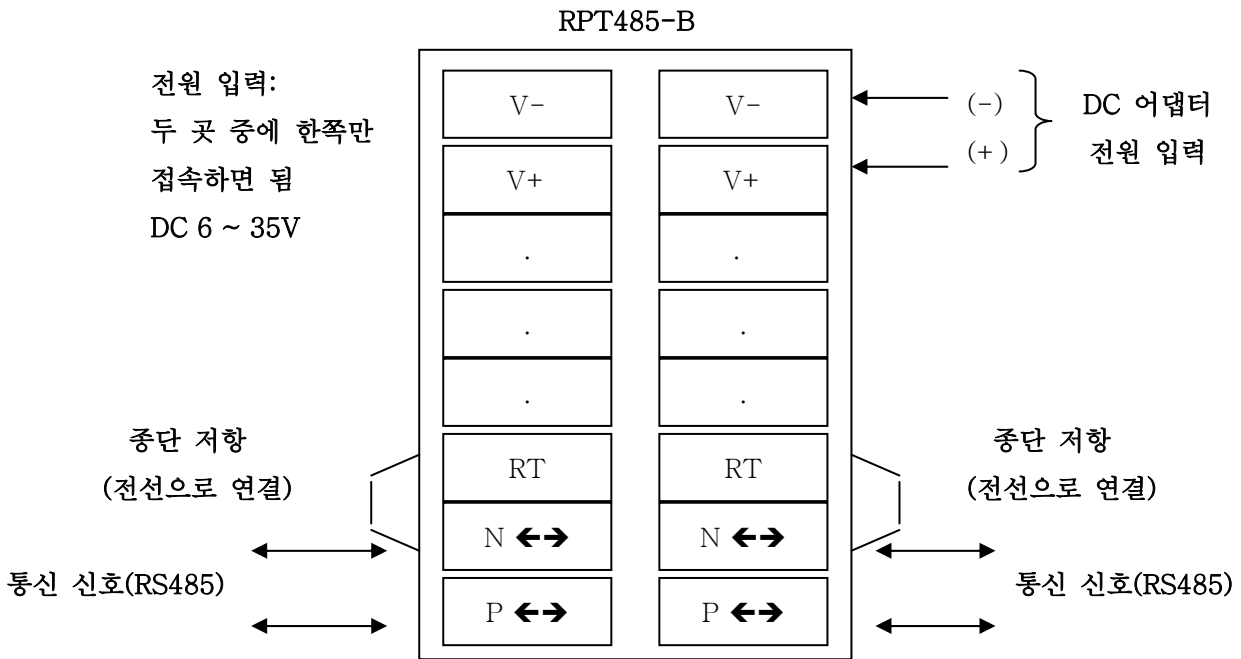 RPT485-B
전원 입력:
두 곳 중에 한쪽만
접속하면 됨
DC 6 ~ 35V
V-
V+
.
.
.
RT
N ↔
P ↔
V-
V+
.
.
.
RT
N ↔
P ↔
(-)
(+)
DC 어댑터
전원 입력
종단 저항
(전선으로 연결)
통신 신호(RS485)
종단 저항
(전선으로 연결)
통신 신호(RS485)